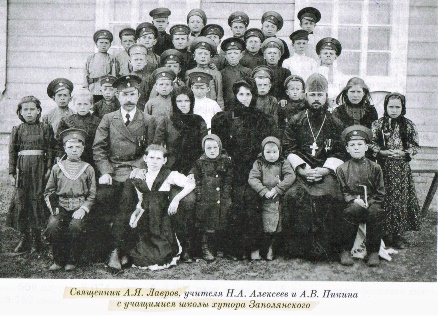 Священник А.Я. Лавров, учителя Н.А. Алексеев и А.В. Пикина
с учащимися школы хутора Заполянского